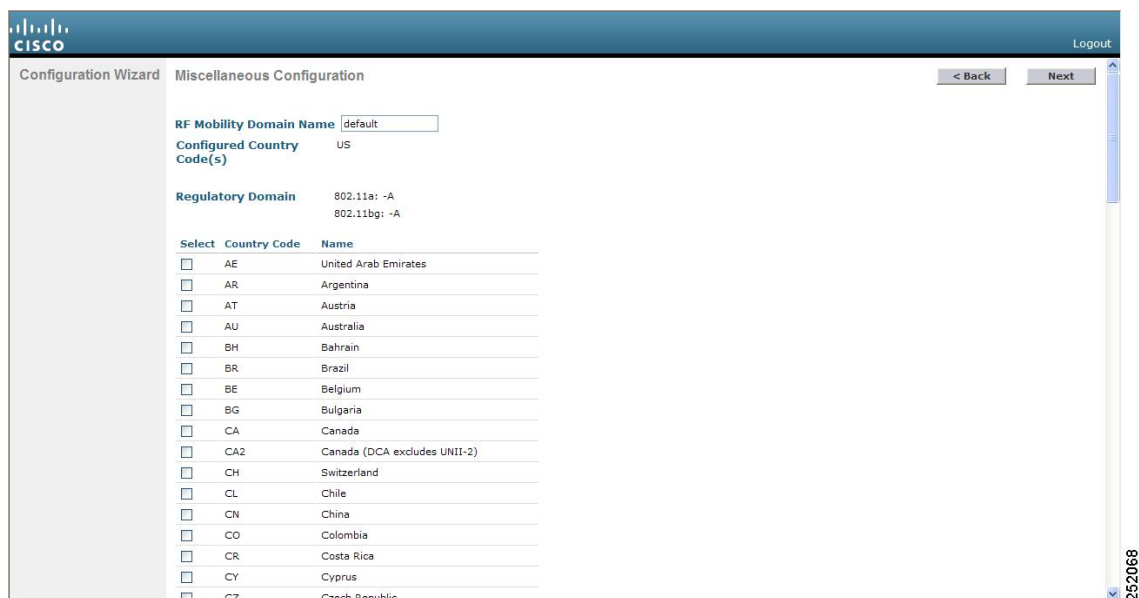 CISCO
Logout
Configuration Wizard
Miscellaneous Configuration
< Back
Next
RF Mobility Domain Name default
Configured Country Code(s) US
Regulatory Domain 802.11a: -A
802.11bg: -A
Select Country Code Name
AE United Arab Emirates
AR Argentina
AT Austria
AU Australia
BH Bahrain
BR Brazil
BE Belgium
BG Bulgaria
CA Canada
CA2 Canada (DCA excludes UNII-2)
CH Switzerland
CL Chile
CN China
CO Colombia
CR Costa Rica
CY Cyprus
CZ Czech Republic
252068